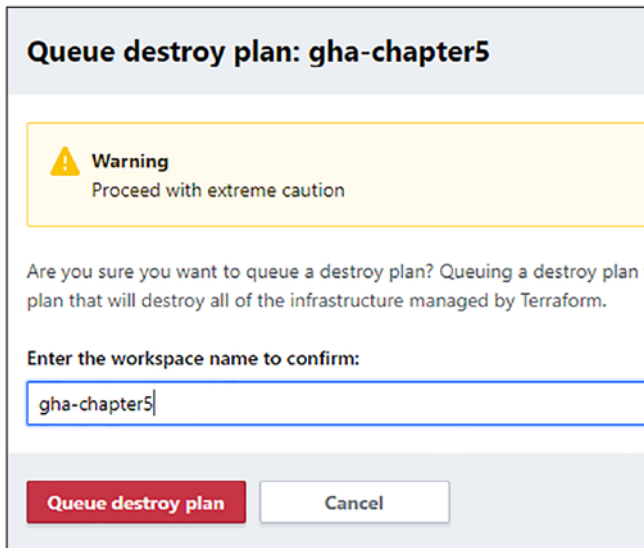 Queue destroy plan: gha-chapter5
Warning
Proceed with extreme caution
Are you sure you want to queue a destroy plan? Queuing a destroy plan
plan that will destroy all of the infrastructure managed by Terraform.
Enter the workspace name to confirm:
gha-chapter5
Queue destroy plan Cancel